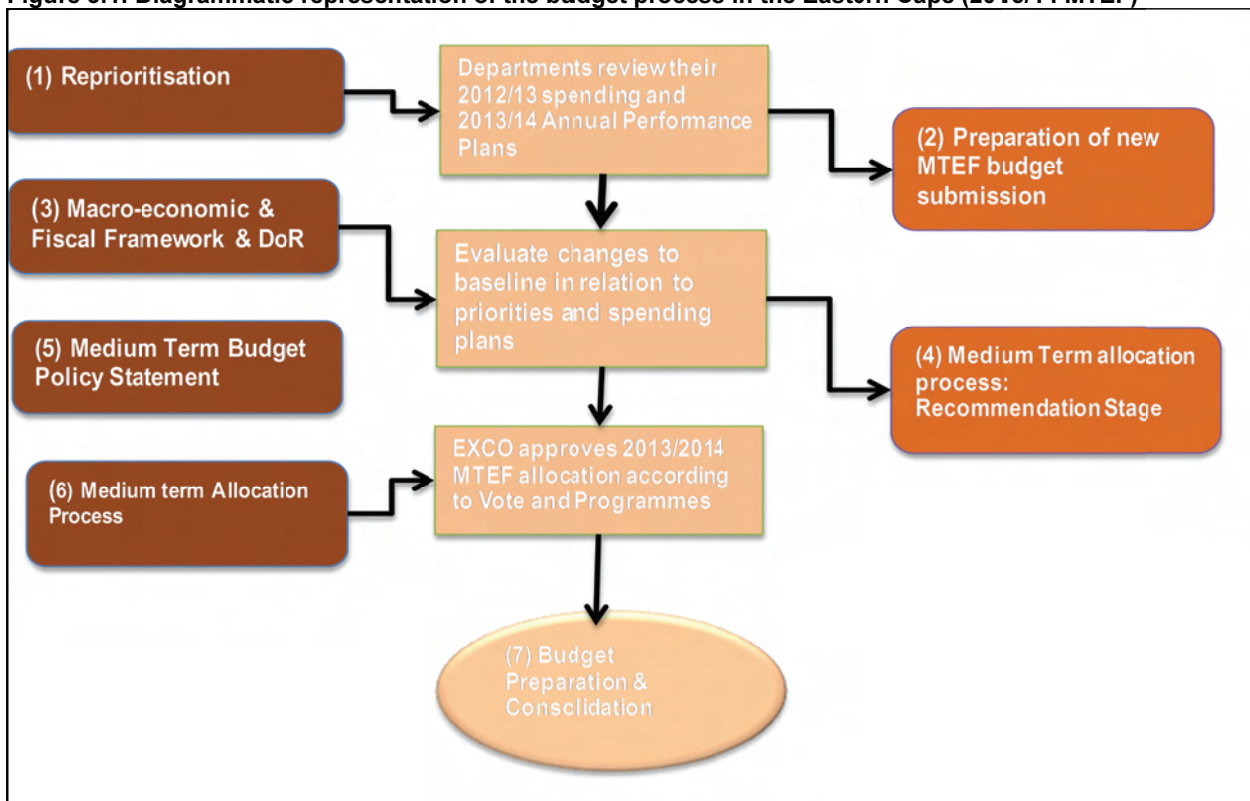 (1) Reprioritisation
Departments review their
2012/13 spending and
2013/14 Annual Performance
Plans
(2) Preparation of new
MTEF budget
submission
(3) Macro-economic &
Fiscal Framework & DoR
Evaluate changes to
baseline in relation to
priorities and spending
plans
(4) Medium Term allocation
process:
Recommendation Stage
(5) Medium Term Budget
Policy Statement
EXCO approves 2013/2014
MTEF allocation according
to Vote and Programmes
(6) Medium term Allocation
Process
(7) Budget
Preparation &
Consolidation